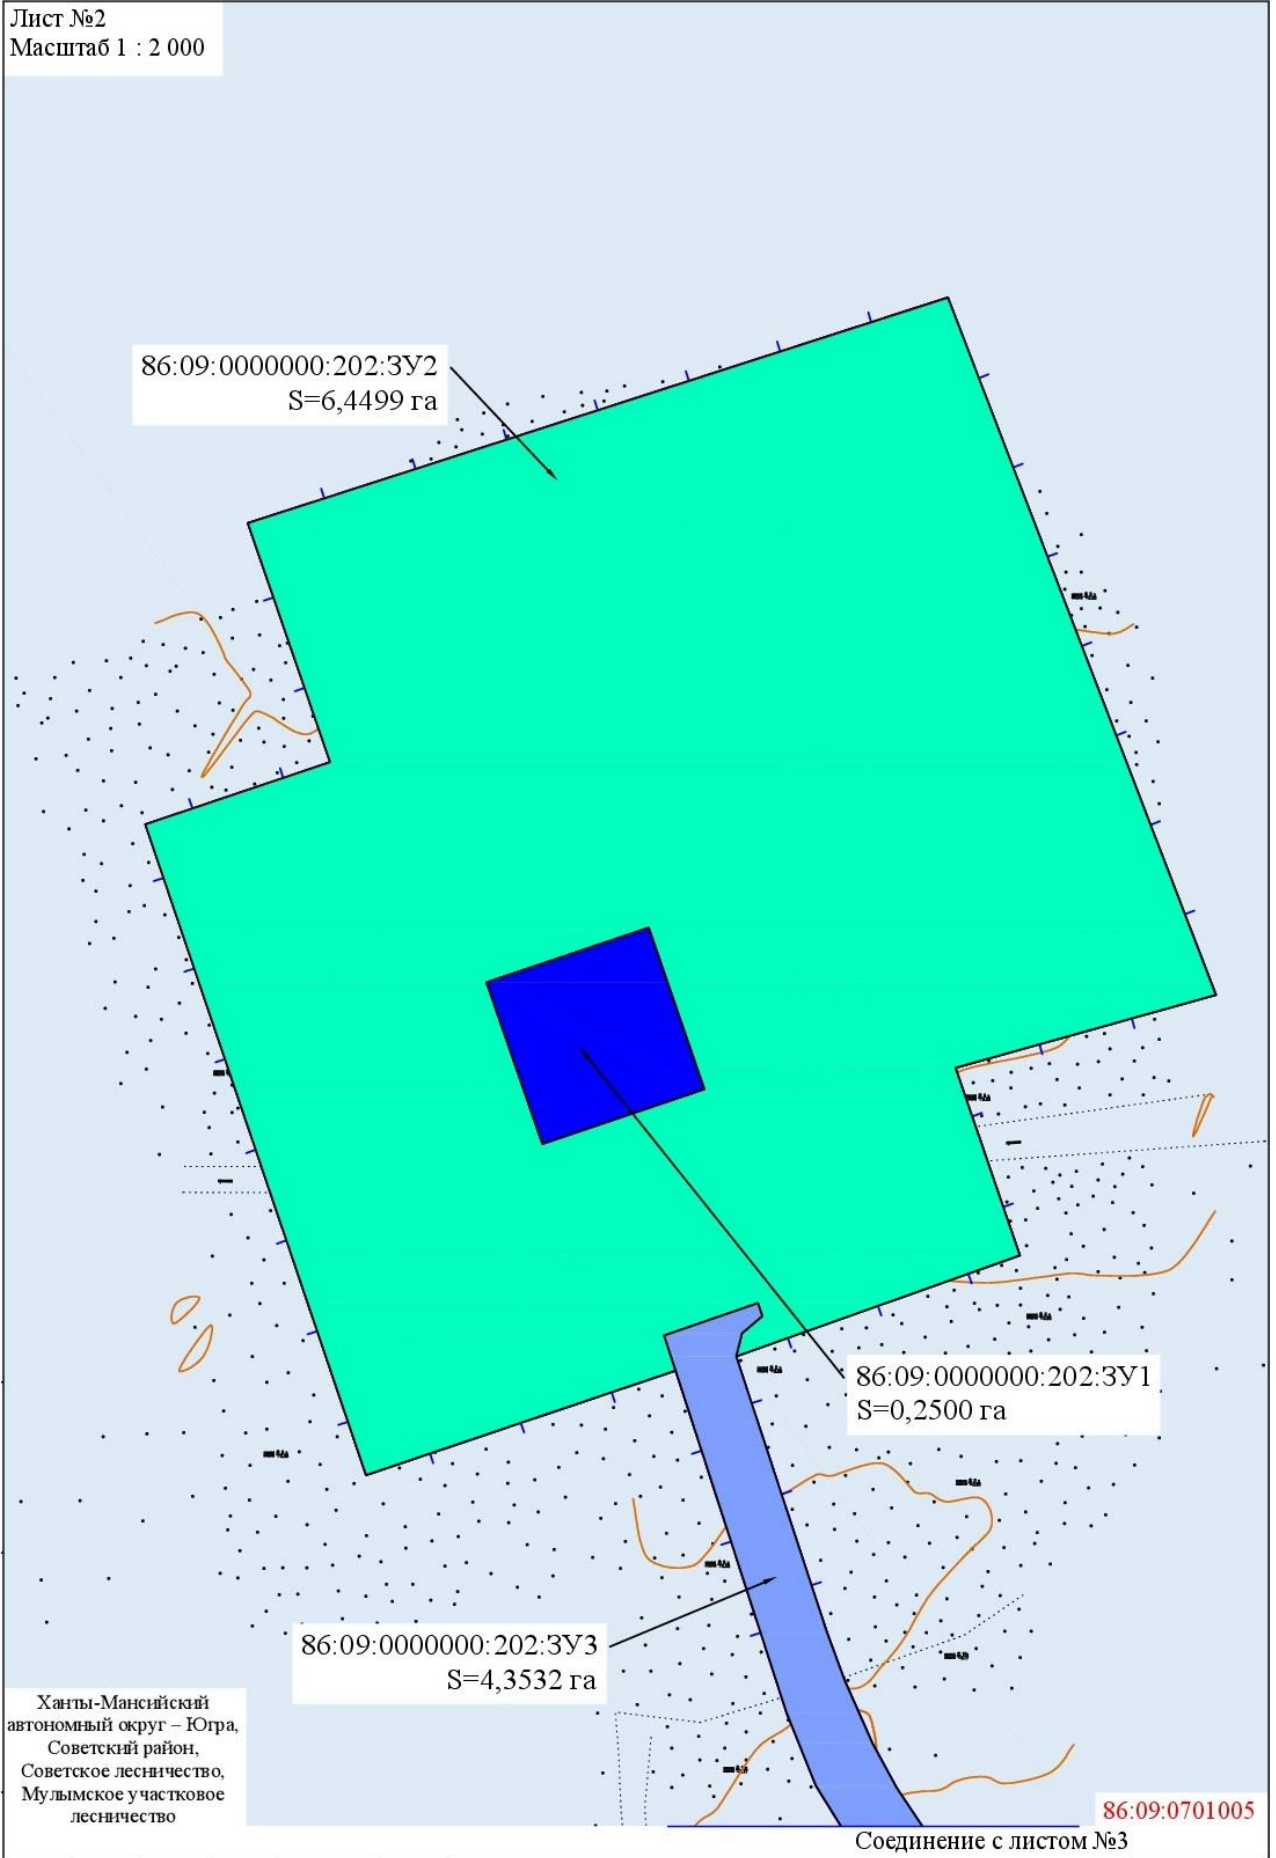 Лист №2
Масштаб 1 : 2 000
86:09:0000000:202:ЗУ2
S=6,4499 га
86:09:0000000:202:ЗУ1
S=0,2500 га
86:09:0000000:202:ЗУ3
S=4,3532 га
Ханты-Мансийский
автономный округ – Югра,
Советский район,
Советское лесничество,
Мулымское участковое
лесничество
86:09:0701005
Соединение с листом №3